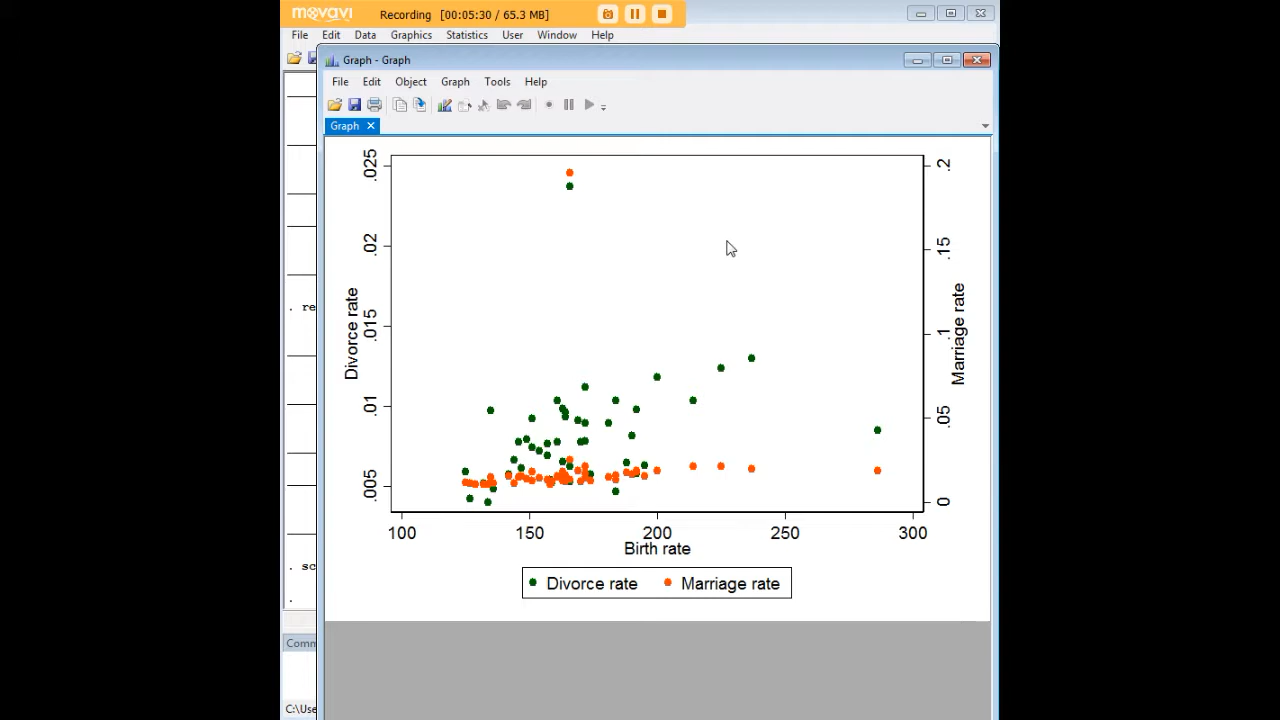 movavi
Recording [00:05:30 / 65.3 MB]
File Edit Data Graphics Statistics User Window Help
Graph - Graph
File Edit Object Graph Tools Help
Graph
.025
.2
.02
.15
Divorce rate
.015
.1
Marriage rate
. re
.01
.05
.005
0
100 150 200 250 300
Birth rate
. sc
.
Divorce rate Marriage rate
Comm
C:\Use